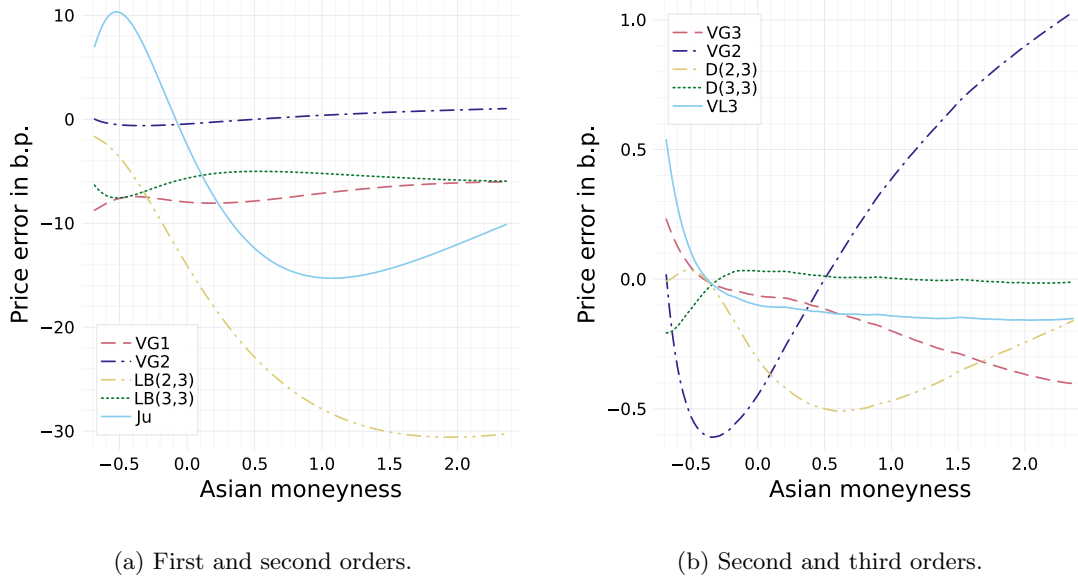 10
0
−10
−20
−30
Price error in b.p.
VG1
VG2
LB(2,3)
LB(3,3)
Ju
−0.5
0.0
0.5
1.0
1.5
2.0
Asian moneyness
(a) First and second orders.
1.0
0.5
0.0
−0.5
Price error in b.p.
VG3
VG2
D(2,3)
D(3,3)
VL3
−0.5
0.0
0.5
1.0
1.5
2.0
Asian moneyness
(b) Second and third orders.